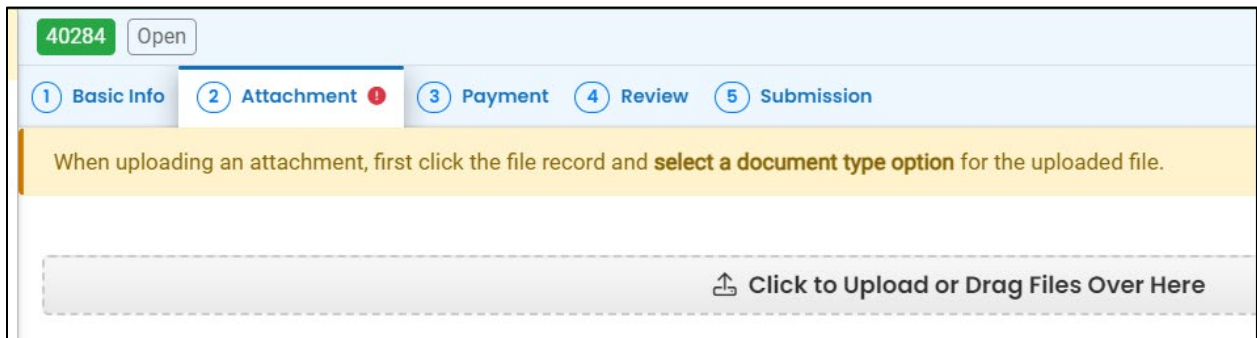 40284 Open
1 Basic Info 2 Attachment ! 3 Payment 4 Review 5 Submission
When uploading an attachment, first click the file record and select a document type option for the uploaded file.
Click to Upload or Drag Files Over Here